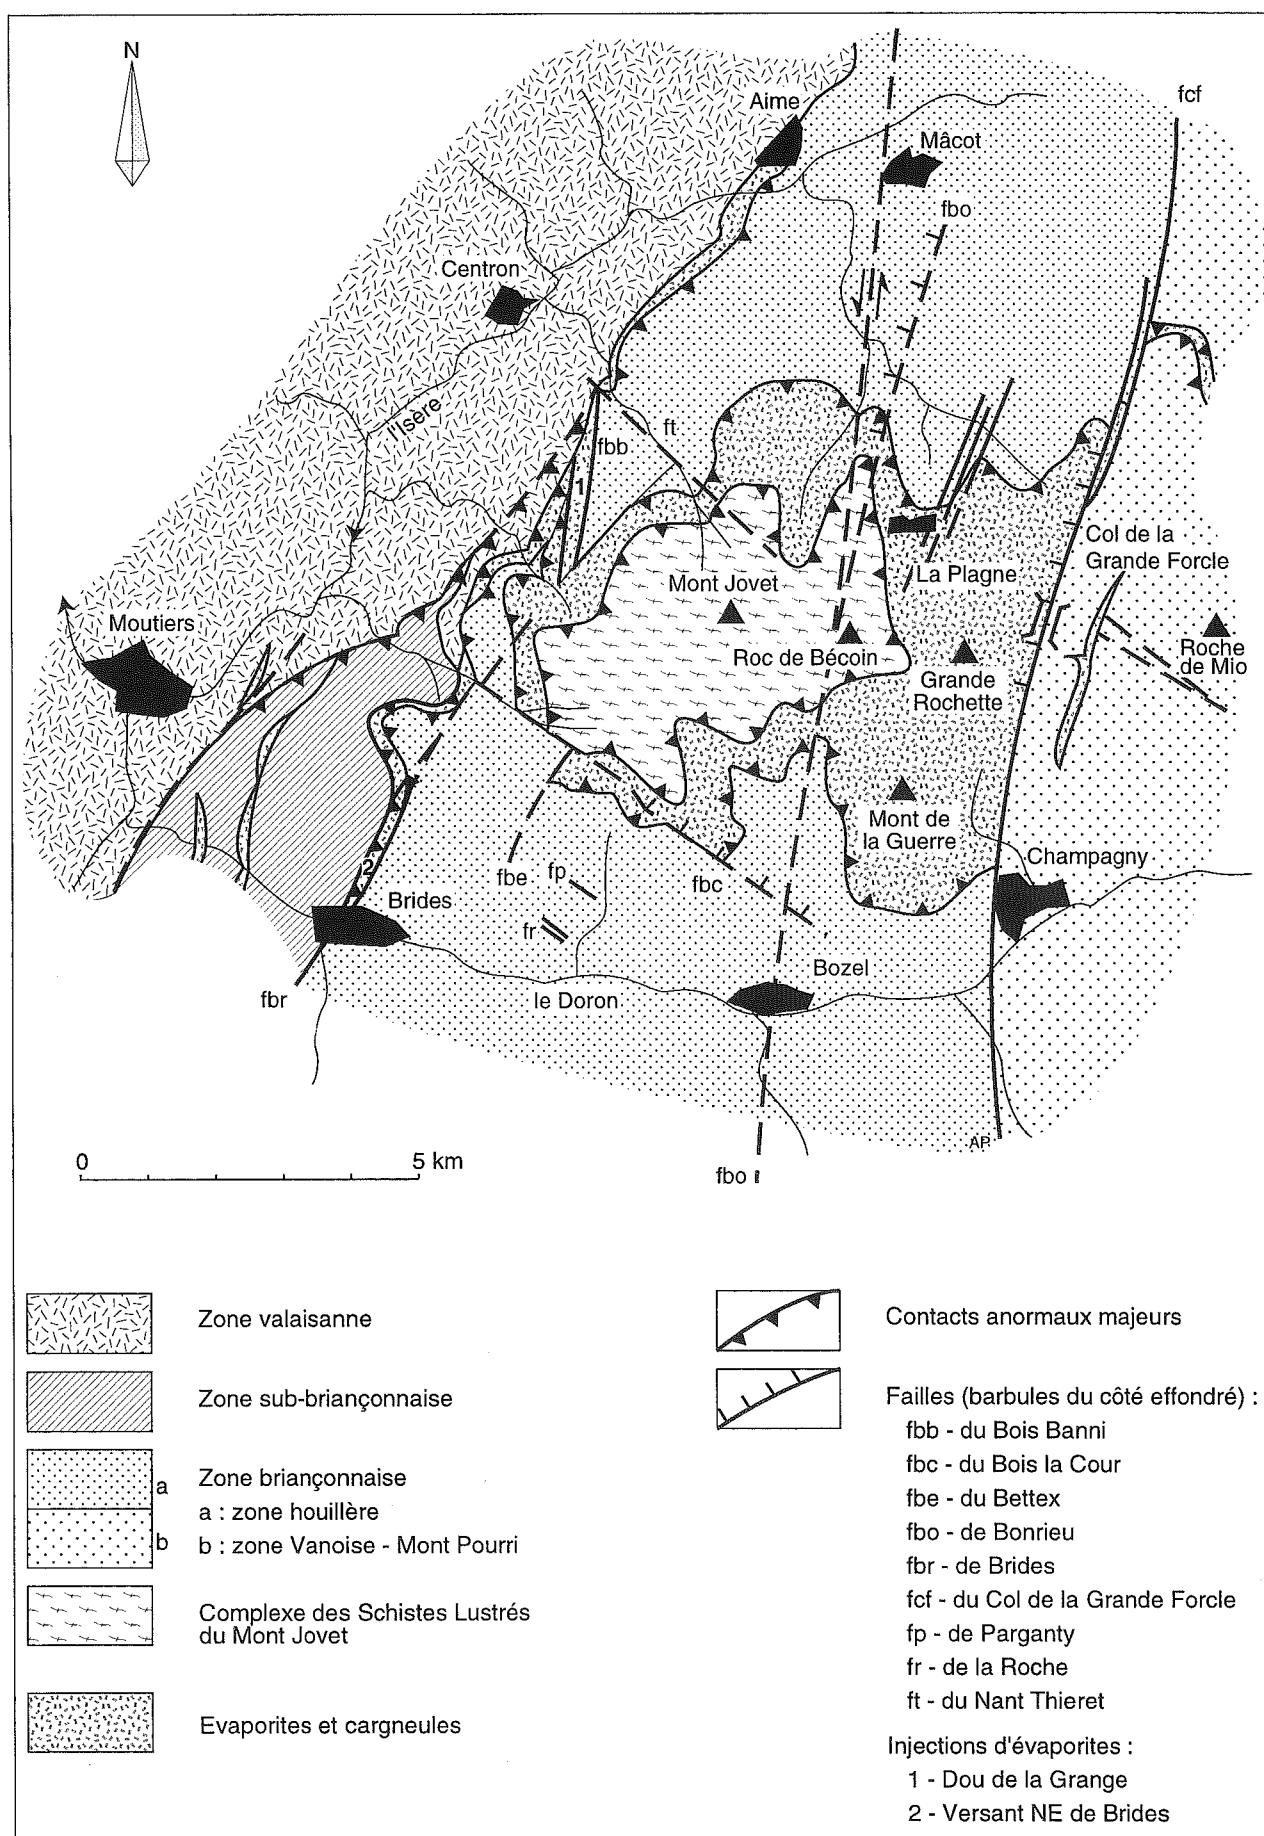 N
fcf
Aime
Mâcot
fbo
Centron
l'Isère
ft
fbb
1
Col de la
Grande Forcle
La Plagne
Mont Jovet
Moutiers
Roc de Bécoin
Roche
de Mio
Grande
Rochette
Mont de
la Guerre
Champagny
2
fbe
fp
fbc
Brides
fr
Bozel
fbr
le Doron
AP
0 5 km
fbo
Zone valaisanne
Zone sub-briançonnaise
a
b
Zone briançonnaise
a : zone houillère
b : zone Vanoise - Mont Pourri
Complexe des Schistes Lustrés
du Mont Jovet
Evaporites et cargneules
Contacts anormaux majeurs
Failles (barbules du côté effondré) :
fbb - du Bois Banni
fbc - du Bois la Cour
fbe - du Bettex
fbo - de Bonrieu
fbr - de Brides
fcf - du Col de la Grande Forcle
fp - de Parganty
fr - de la Roche
ft - du Nant Thieret
Injections d'évaporites :
1 - Dou de la Grange
2 - Versant NE de Brides